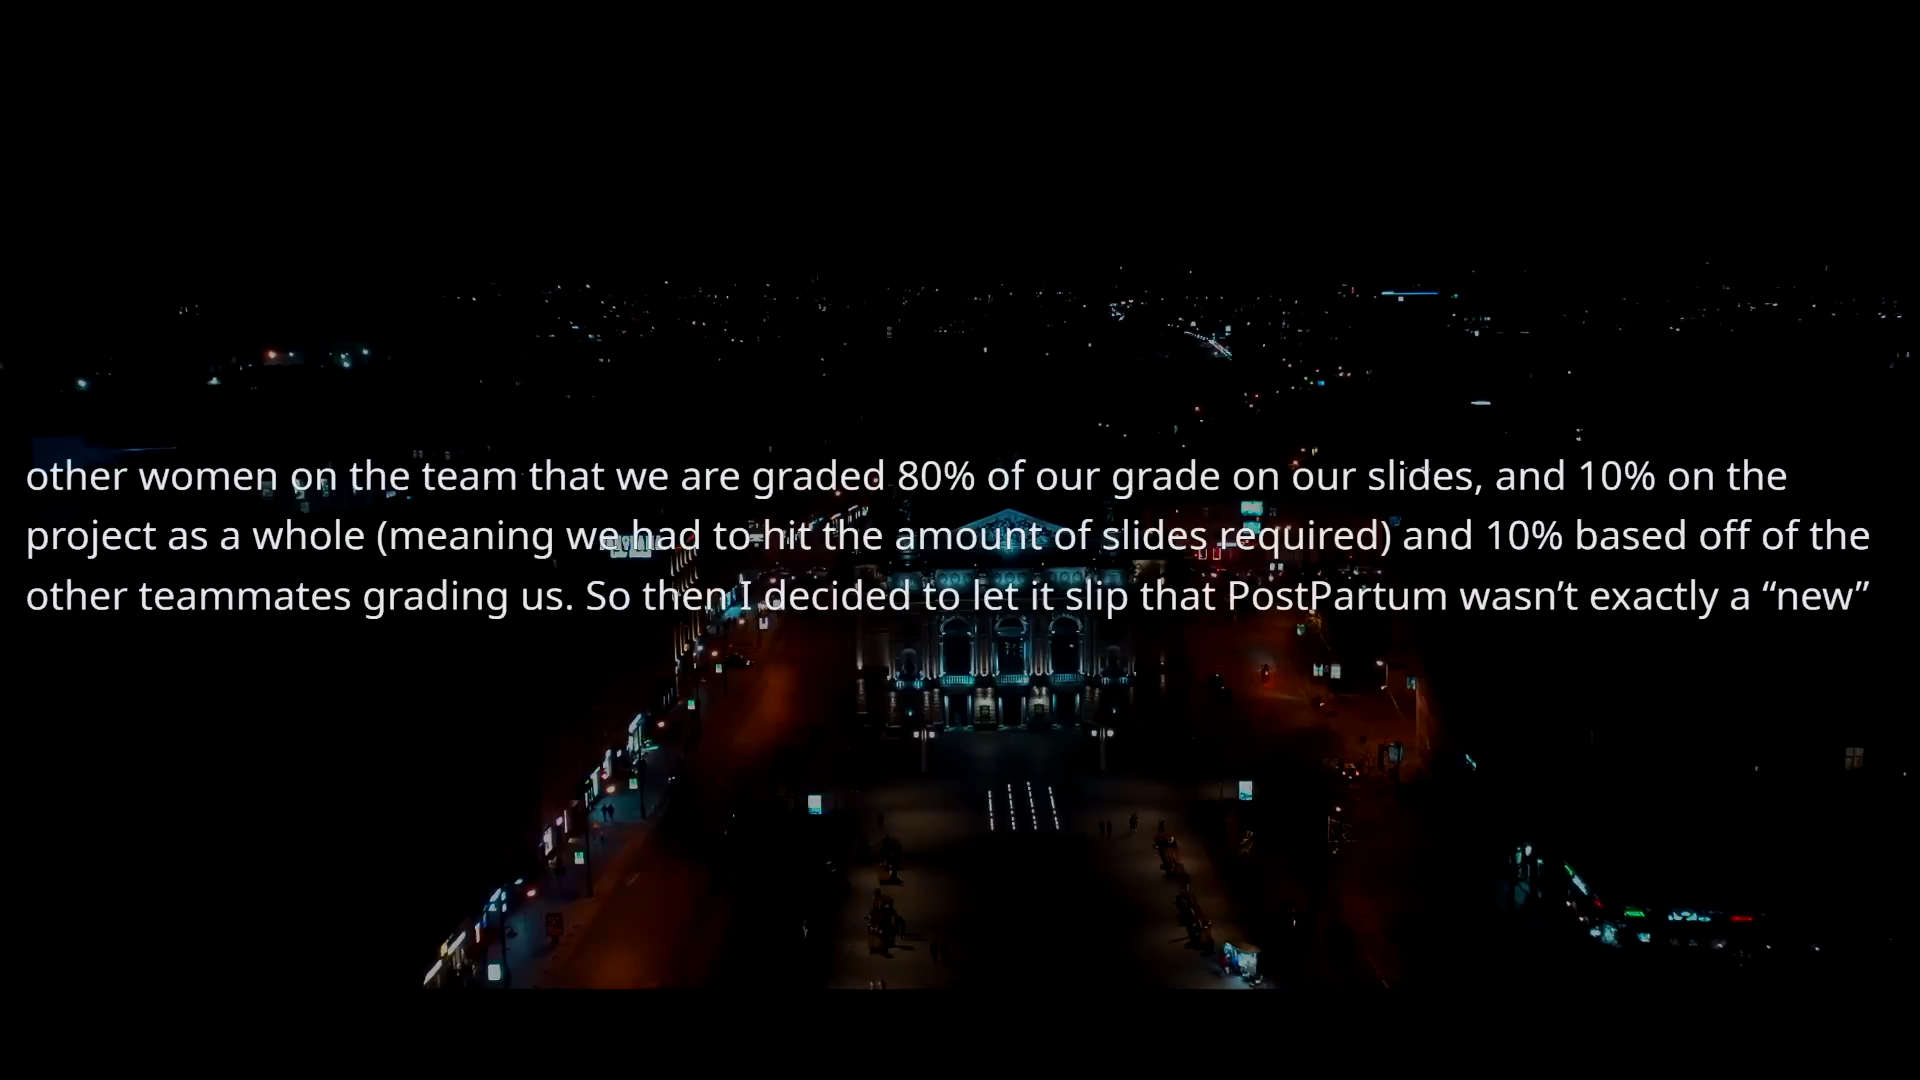 other women on the team that we are graded 80% of our grade on our slides, and 10% on the
project as a whole (meaning we had to hit the amount of slides required) and 10% based off of the
other teammates grading us. So then I decided to let it slip that PostPartum wasn’t exactly a “new”